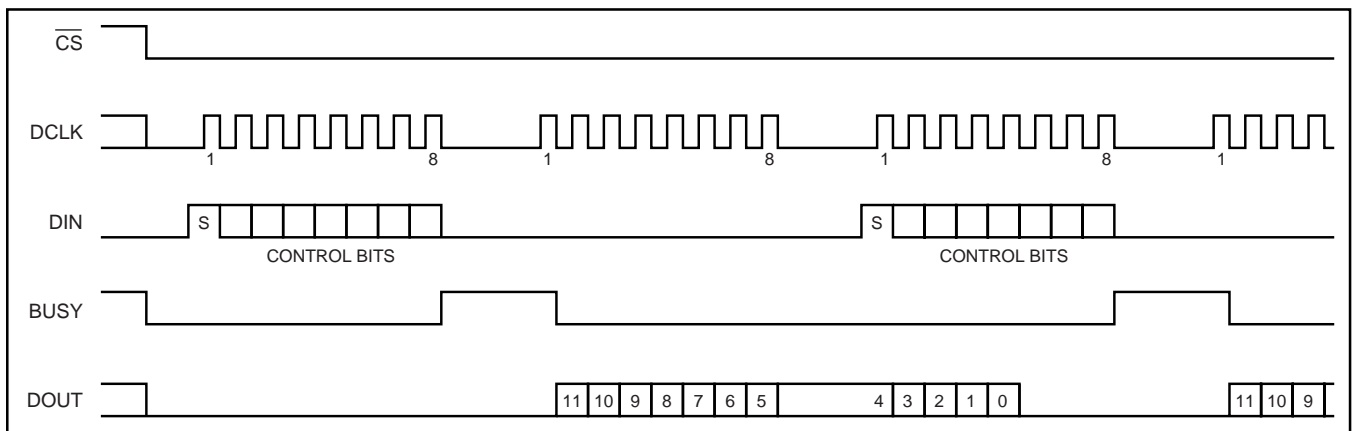 CS
DCLK
1 8 1 8 1 8 1
DIN
S S
CONTROL BITS CONTROL BITS
BUSY
DOUT
11 10 9 8 7 6 5 4 3 2 1 0 11 10 9